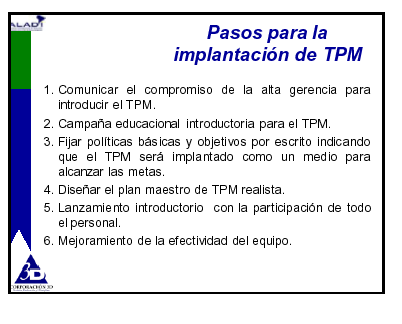 ALADI
Pasos para la
implantación de TPM
1. Comunicar el compromiso de la alta gerencia para
introducir el TPM.
2. Campaña educacional introductoria para el TPM.
3. Fijar políticas básicas y objetivos por escrito indicando
que el TPM será implantado como un medio para
alcanzar las metas.
4. Diseñar el plan maestro de TPM realista.
5. Lanzamiento introductorio con la participación de todo
el personal.
6. Mejoramiento de la efectividad del equipo.
3D
CORPORACION 3D